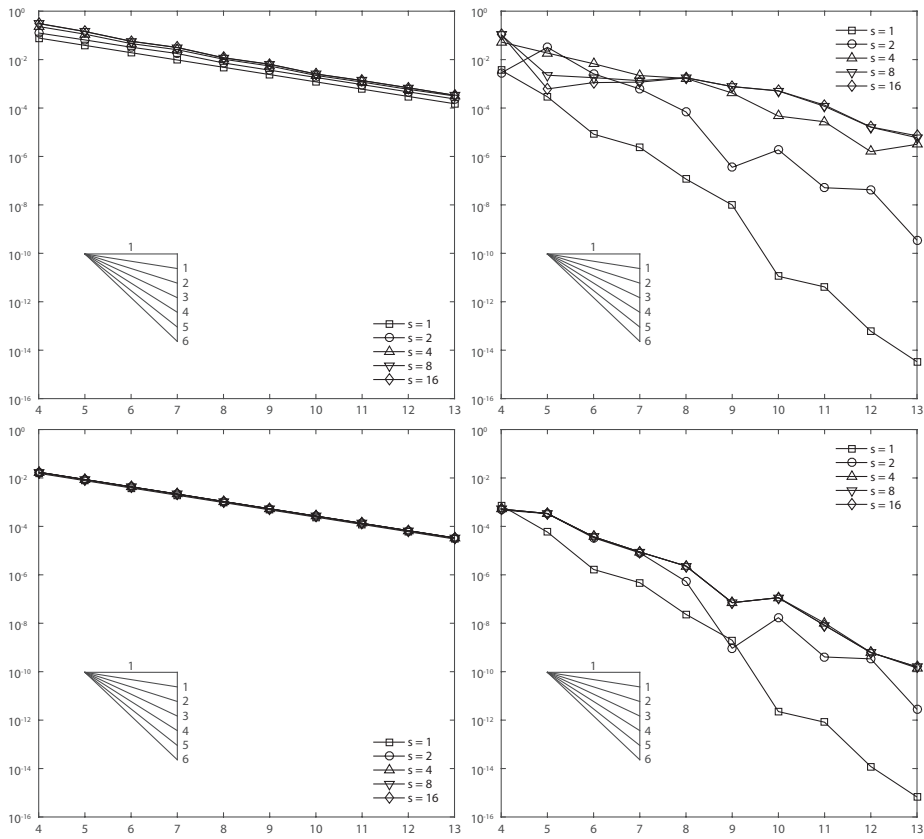 10^0
10^-2
10^-4
10^-6
10^-8
10^-10
10^-12
10^-14
10^-16
1
1
2
3
4
5
6
s = 1
s = 2
s = 4
s = 8
s = 16
4 5 6 7 8 9 10 11 12 13
10^0
10^-2
10^-4
10^-6
10^-8
10^-10
10^-12
10^-14
10^-16
s = 1
s = 2
s = 4
s = 8
s = 16
1
1
2
3
4
5
6
4 5 6 7 8 9 10 11 12 13
10^0
10^-2
10^-4
10^-6
10^-8
10^-10
10^-12
10^-14
10^-16
1
1
2
3
4
5
6
s = 1
s = 2
s = 4
s = 8
s = 16
4 5 6 7 8 9 10 11 12 13
10^0
10^-2
10^-4
10^-6
10^-8
10^-10
10^-12
10^-14
10^-16
s = 1
s = 2
s = 4
s = 8
s = 16
1
1
2
3
4
5
6
4 5 6 7 8 9 10 11 12 13